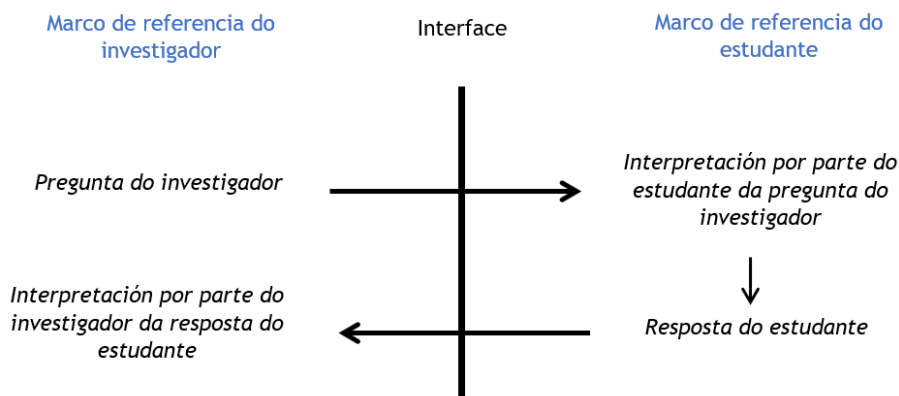 Marco de referencia do
investigador
Interface
Marco de referencia do
estudante
Pregunta do investigador
Interpretación por parte do
estudante da pregunta do
investigador
Interpretación por parte do
investigador da resposta do
estudante
Resposta do estudante